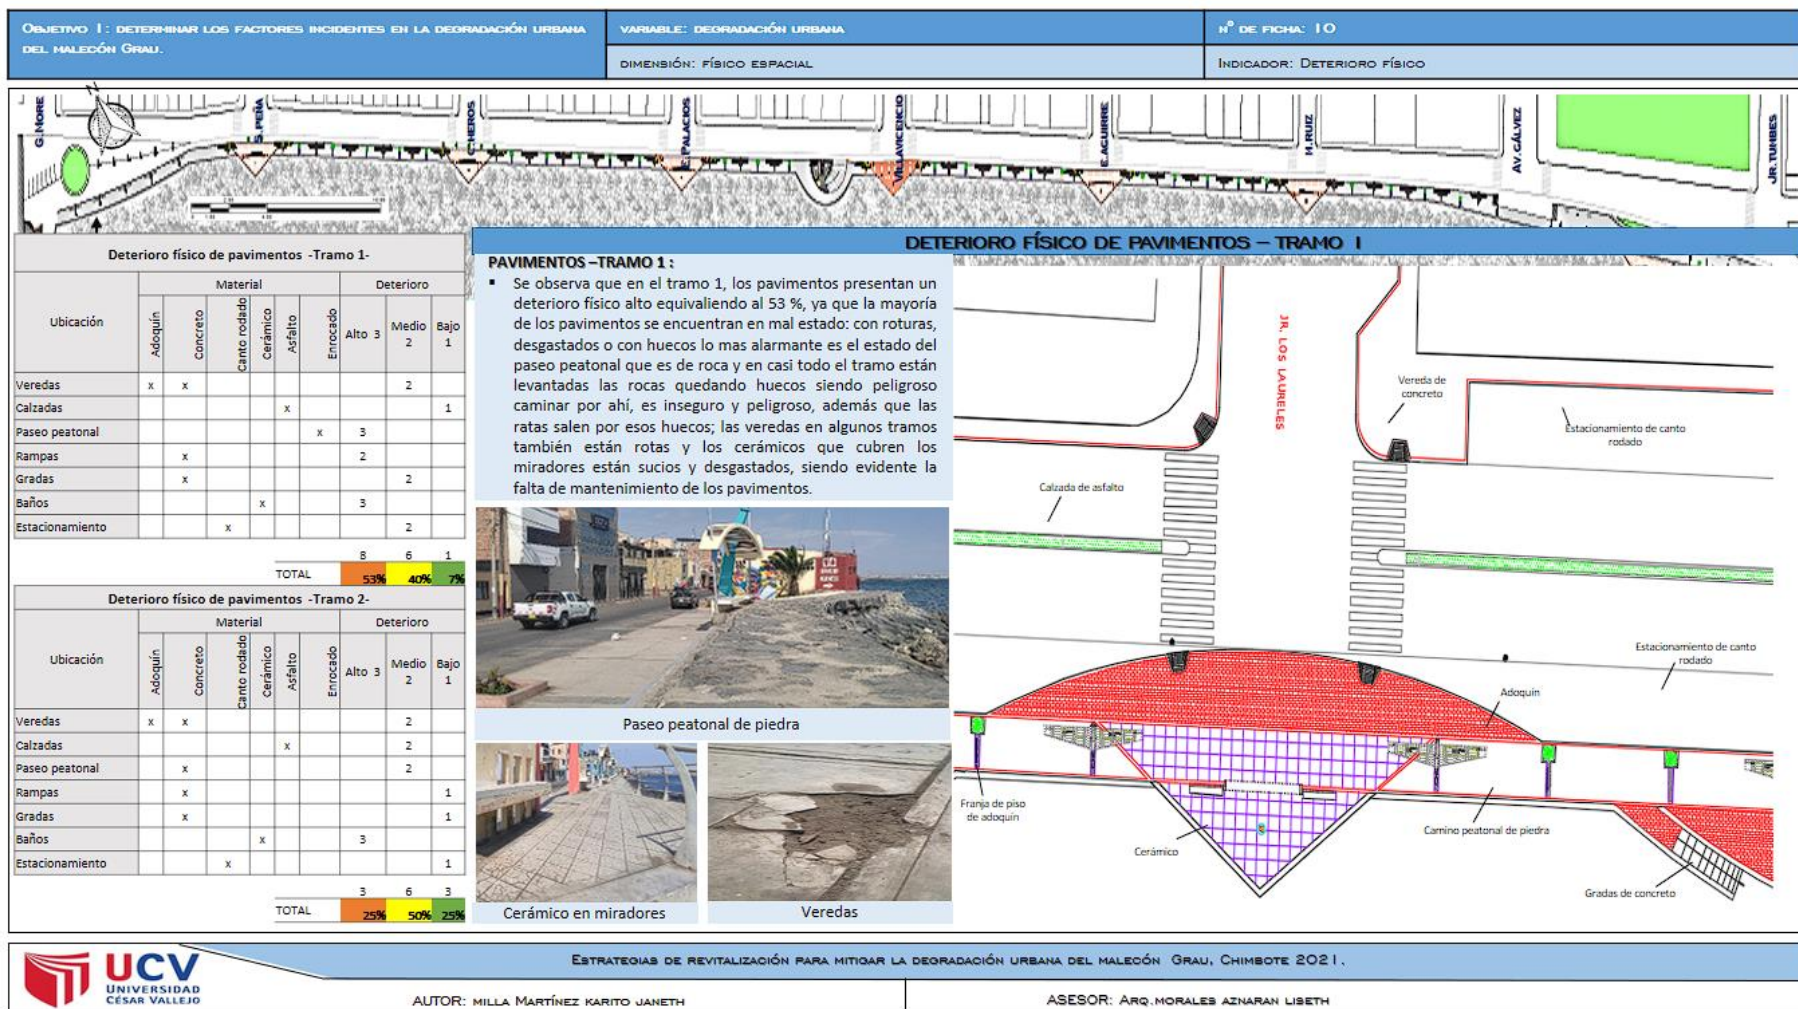 OBJETIVO 1: DETERMINAR LOS FACTORES INCIDENTES EN LA DEGRADACIÓN URBANA
DEL MALECÓN GRAU.
VARIABLE: DEGRADACIÓN URBANA
N° DE FICHA: 10
DIMENSIÓN: FÍSICO ESPACIAL
INDICADOR: DETERIORO FÍSICO
G.MORE
S.PEÑA
E.PALACIOS
VILLAVICENCIO
E.AGUIRRE
M.RUIZ
AV.GÁLVEZ
JR.TUMBES
DETERIORO FÍSICO DE PAVIMENTOS – TRAMO 1
Deterioro físico de pavimentos -Tramo 1-
Ubicación Material Deterioro
Adoquín Concreto Canto rodado Cerámico Asfalto Enrocado Alto 3 Medio 2 Bajo 1
Veredas x x 2
Calzadas x 1
Paseo peatonal x 3
Rampas x 2
Gradas x 2
Baños x 3
Estacionamiento x 2
8 6 1
TOTAL 53% 40% 7%
Deterioro físico de pavimentos -Tramo 2-
Ubicación Material Deterioro
Adoquín Concreto Canto rodado Cerámico Asfalto Enrocado Alto 3 Medio 2 Bajo 1
Veredas x x 2
Calzadas x 2
Paseo peatonal x 2
Rampas x 1
Gradas x 1
Baños x 3
Estacionamiento x 1
3 6 3
TOTAL 25% 50% 25%
PAVIMENTOS –TRAMO 1 :
▪ Se observa que en el tramo 1, los pavimentos presentan un
deterioro físico alto equivaliendo al 53 %, ya que la mayoría
de los pavimentos se encuentran en mal estado: con roturas,
desgastados o con huecos lo mas alarmante es el estado del
paseo peatonal que es de roca y en casi todo el tramo están
levantadas las rocas quedando huecos siendo peligroso
caminar por ahí, es inseguro y peligroso, además que las
ratas salen por esos huecos; las veredas en algunos tramos
también están rotas y los cerámicos que cubren los
miradores están sucios y desgastados, siendo evidente la
falta de mantenimiento de los pavimentos.
Paseo peatonal de piedra
Cerámico en miradores
Veredas
JR. LOS LAURELES
Vereda de
concreto
Estacionamiento de canto
rodado
Calzada de asfalto
Estacionamiento de canto
rodado
Adoquin
Franja de piso
de adoquin
Camino peatonal de piedra
Cerámico
Gradas de concreto
UCV
UNIVERSIDAD
CÉSAR VALLEJO
ESTRATEGIAS DE REVITALIZACIÓN PARA MITIGAR LA DEGRADACIÓN URBANA DEL MALECÓN GRAU, CHIMBOTE 2021.
AUTOR: MILLA MARTÍNEZ KARITO JANETH
ASESOR: ARQ.MORALES AZNARAN LISETH